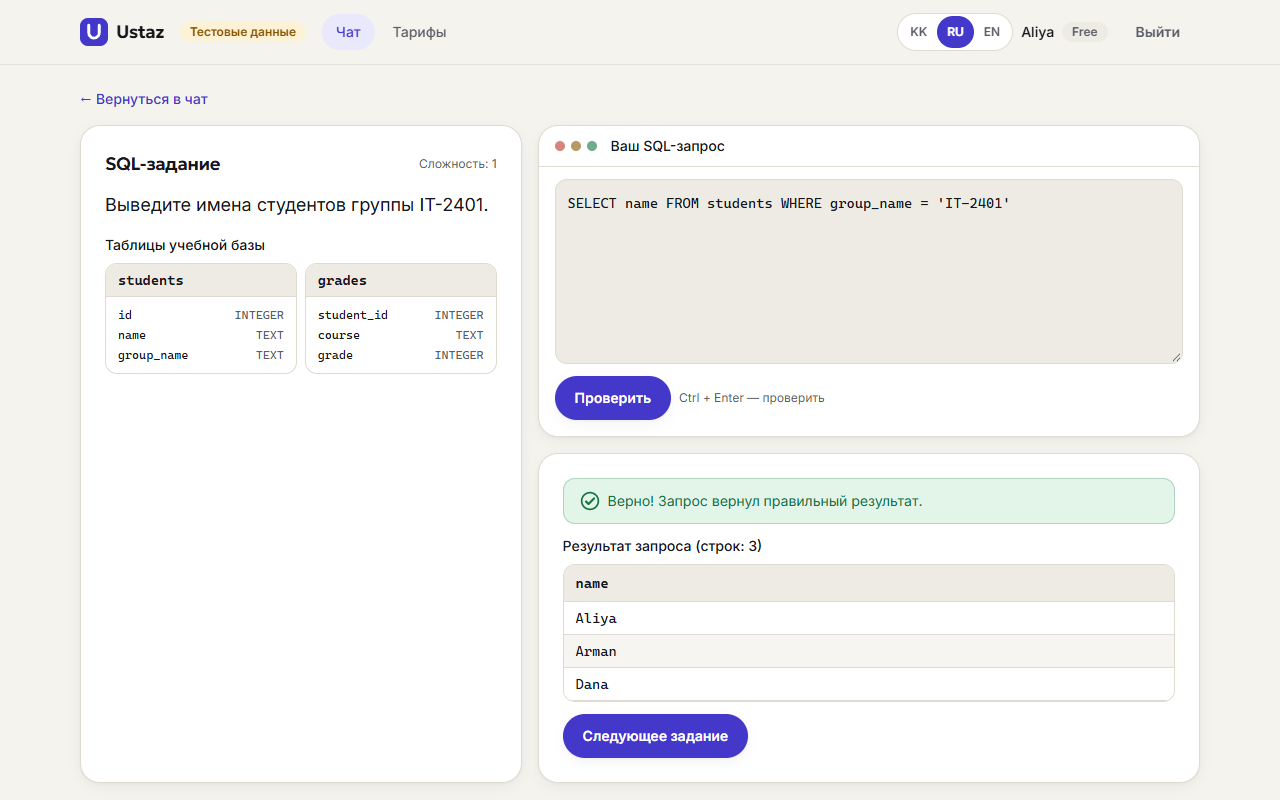 U Ustaz Тестовые данные Чат Тарифы KK RU EN Aliya Free Выйти
← Вернуться в чат
SQL-задание Сложность: 1
Выведите имена студентов группы IT-2401.
Таблицы учебной базы
students
id INTEGER
name TEXT
group_name TEXT
grades
student_id INTEGER
course TEXT
grade INTEGER
Ваш SQL-запрос
SELECT name FROM students WHERE group_name = 'IT-2401'
Проверить Ctrl + Enter — проверить
Верно! Запрос вернул правильный результат.
Результат запроса (строк: 3)
name
Aliya
Arman
Dana
Следующее задание